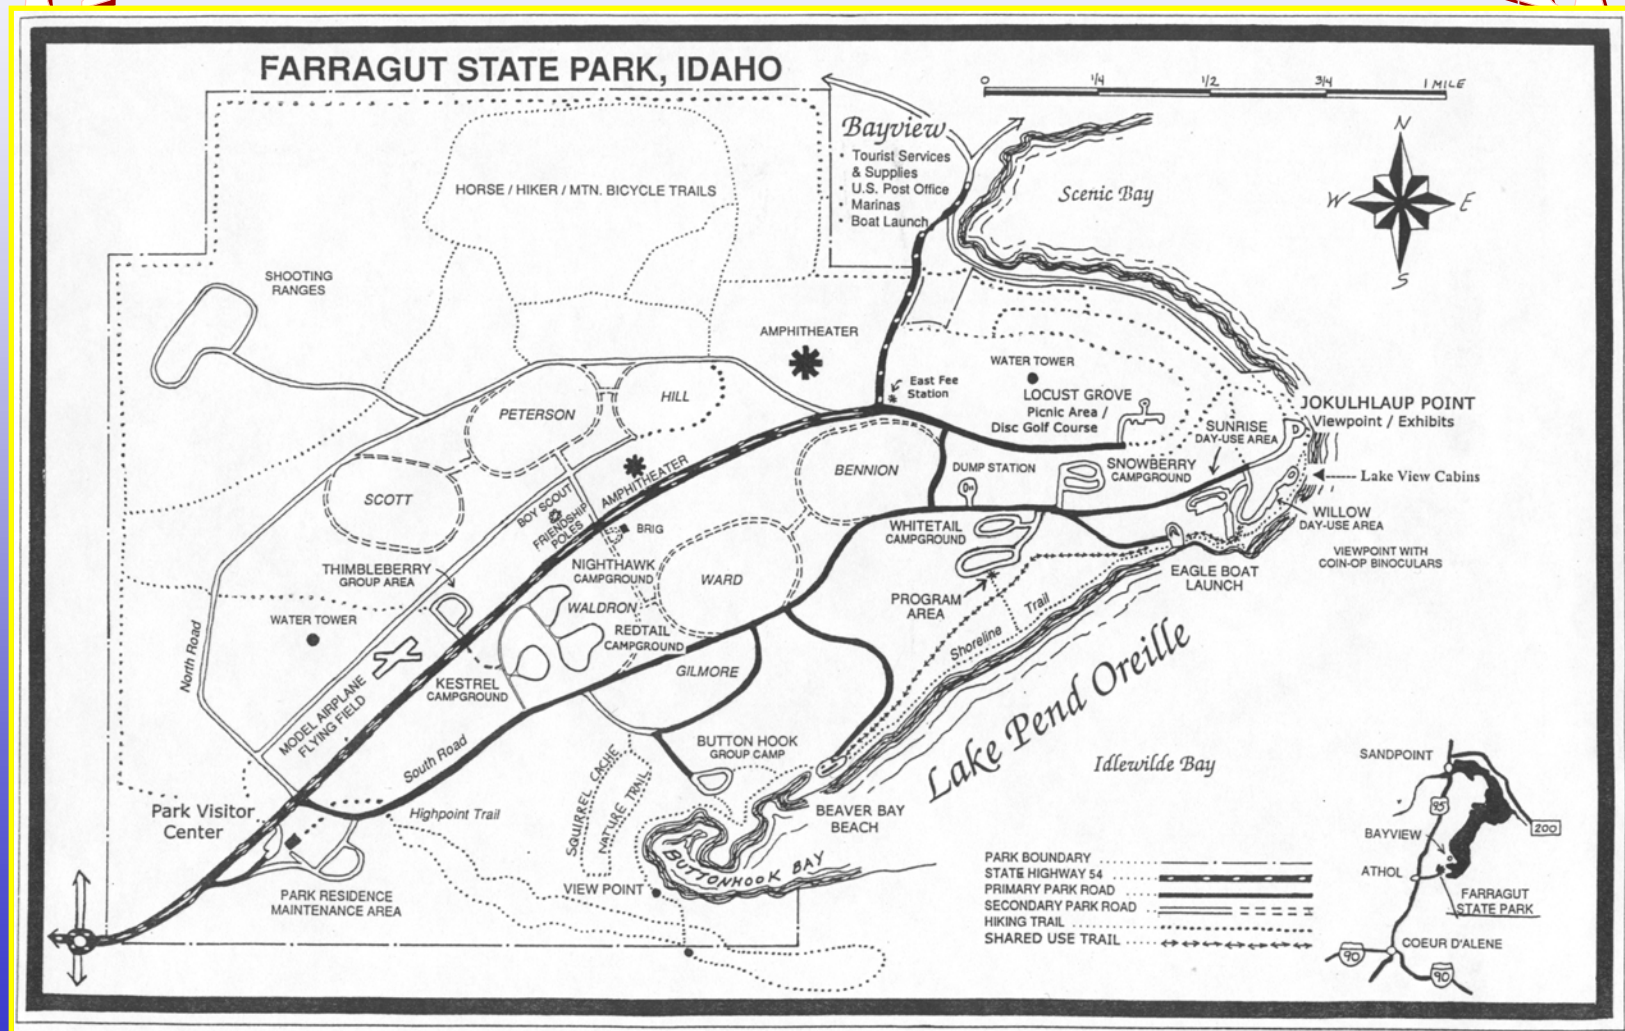 FARRAGUT STATE PARK, IDAHO
0 1/4 1/2 3/4 1 MILE
N
W E
S
Bayview
• Tourist Services
& Supplies
• U.S. Post Office
• Marinas
• Boat Launch
Scenic Bay
HORSE / HIKER / MTN. BICYCLE TRAILS
SHOOTING
RANGES
AMPHITHEATER
East Fee
Station
WATER TOWER
LOCUST GROVE
Picnic Area /
Disc Golf Course
JOKULHLAUP POINT
Viewpoint / Exhibits
SUNRISE
DAY-USE AREA
PETERSON
HILL
SCOTT
BENNION
DUMP STATION
SNOWBERRY
CAMPGROUND
Lake View Cabins
WILLOW
DAY-USE AREA
VIEWPOINT WITH
COIN-OP BINOCULARS
AMPHITHEATER
BOY SCOUT
FRIENDSHIP
POLES
BRIG
WHITETAIL
CAMPGROUND
EAGLE BOAT
LAUNCH
THIMBLEBERRY
GROUP AREA
NIGHTHAWK
CAMPGROUND
WARD
PROGRAM
AREA
WALDRON
WATER TOWER
REDTAIL
CAMPGROUND
Shoreline Trail
North Road
GILMORE
KESTREL
CAMPGROUND
MODEL AIRPLANE
FLYING FIELD
Lake Pend Oreille
South Road
BUTTON HOOK
GROUP CAMP
Idlewilde Bay
SQUIRREL CACHE
NATURE TRAIL
Park Visitor
Center
Highpoint Trail
BEAVER BAY
BEACH
BUTTONHOOK BAY
VIEW POINT
PARK RESIDENCE
MAINTENANCE AREA
PARK BOUNDARY
STATE HIGHWAY 54
PRIMARY PARK ROAD
SECONDARY PARK ROAD
HIKING TRAIL
SHARED USE TRAIL
SANDPOINT
95
200
BAYVIEW
ATHOL
FARRAGUT
STATE PARK
COEUR D'ALENE
90
90